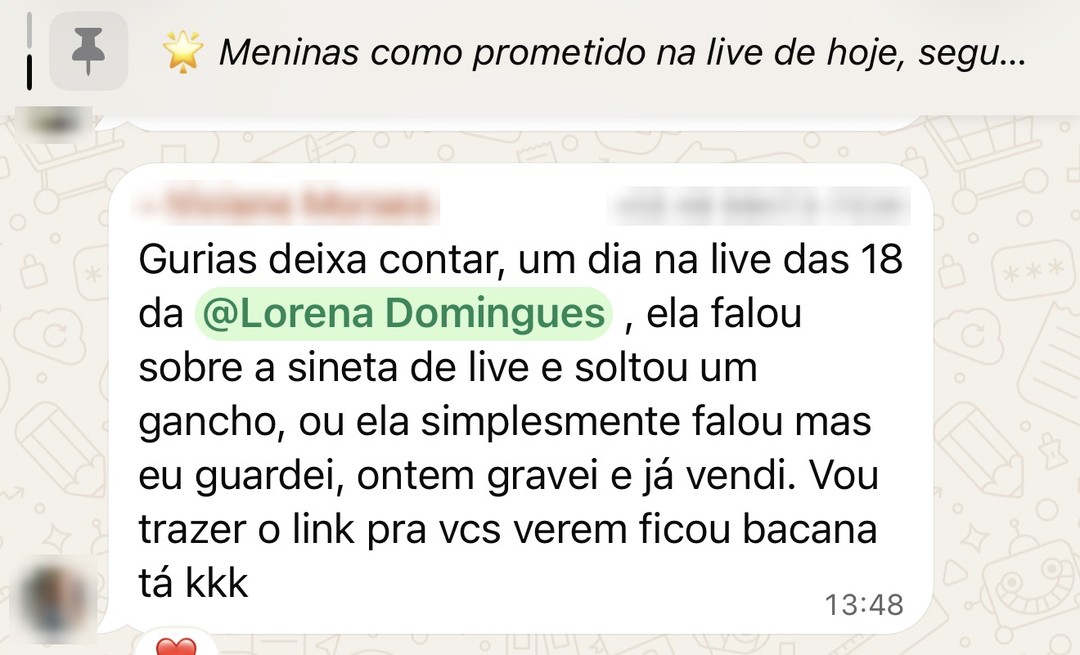 🌟 Meninas como prometido na live de hoje, segu...
Gurias deixa contar, um dia na live das 18
da @Lorena Domingues , ela falou
sobre a sineta de live e soltou um
gancho, ou ela simplesmente falou mas
eu guardei, ontem gravei e já vendi. Vou
trazer o link pra vcs verem ficou bacana
tá kkk
13:48